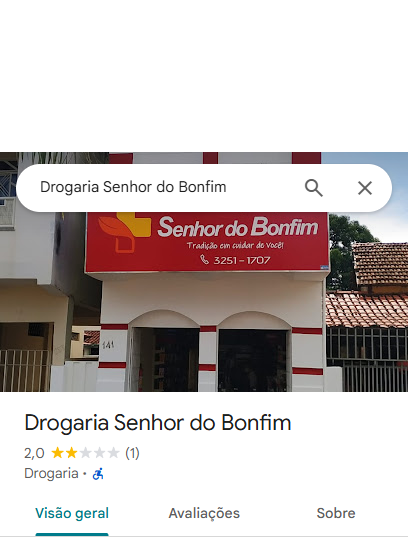 Drogaria Senhor do Bonfim
Senhor do Bonfim
Tradição em cuidar de Você!
3251-1707
141
Drogaria Senhor do Bonfim
2,0 (1)
Drogaria •
Visão geral Avaliações Sobre